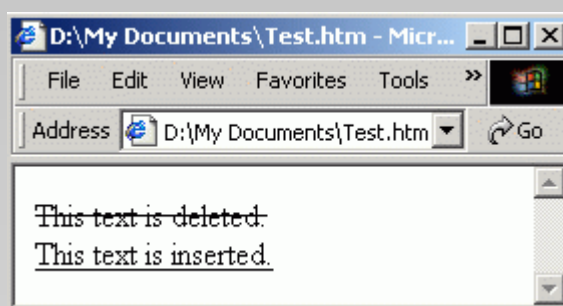 D:\My Documents\Test.htm - Micr...
File Edit View Favorites Tools »
Address D:\My Documents\Test.htm Go
This text is deleted.
This text is inserted.